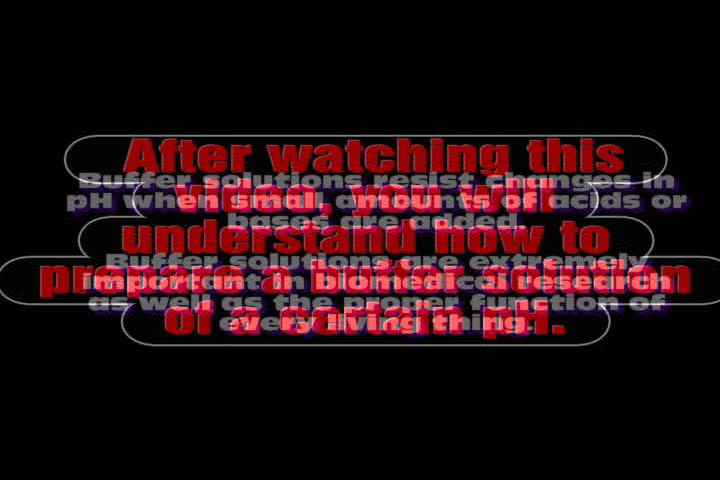 After watching this
video, you will
understand how to
prepare a buffer solution
of a certain pH.
Buffer solutions resist changes in
pH when small amounts of acids or
bases are added.
Buffer solutions are extremely
important in biomedical research
as well as the proper function of
every living thing.